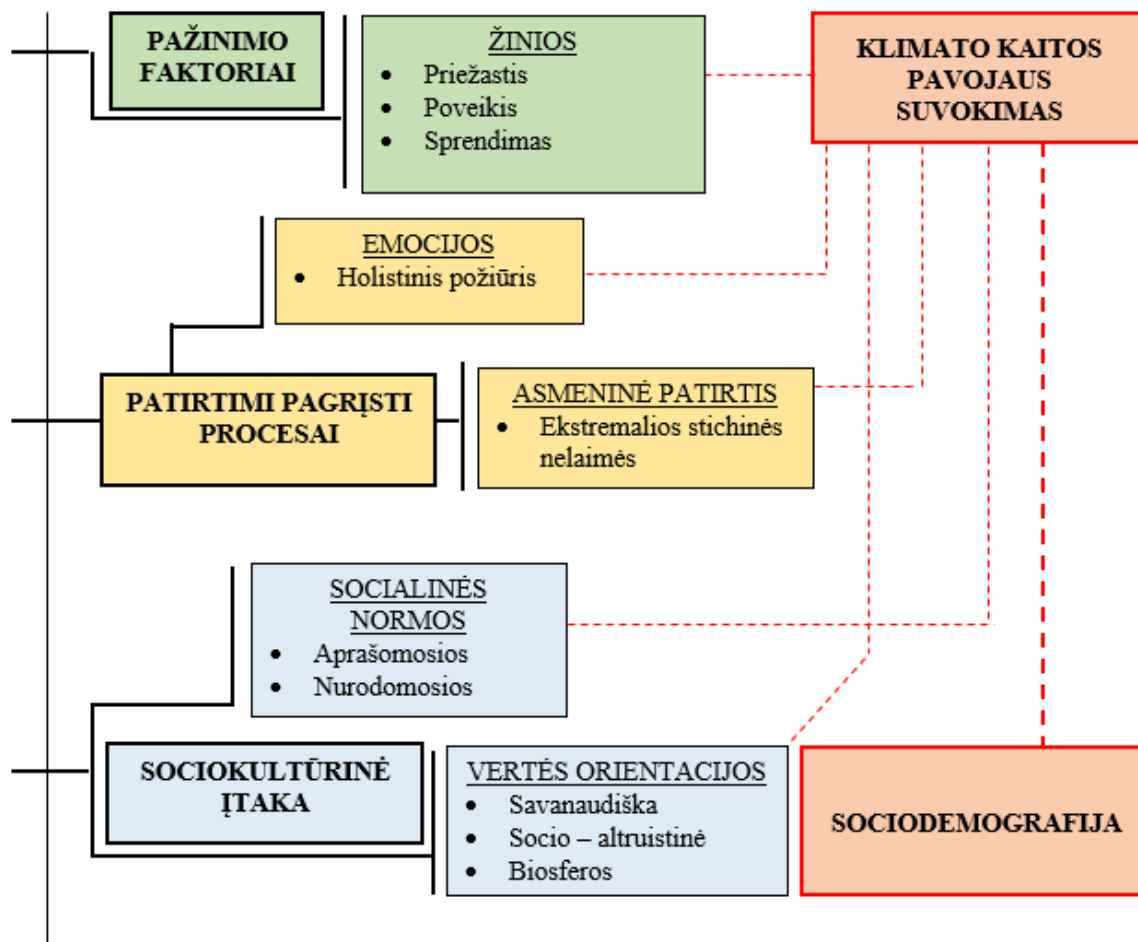 PAŽINIMO
FAKTORIAI
ŽINIOS
• Priežastis
• Poveikis
• Sprendimas
KLIMATO KAITOS
PAVOJAUS
SUVOKIMAS
EMOCIJOS
• Holistinis požiūris
PATIRTIMI PAGRĮSTI
PROCESAI
ASMENINĖ PATIRTIS
• Ekstremalios stichinės
nelaimės
SOCIALINĖS
NORMOS
• Aprašomosios
• Nurodomosios
SOCIOKULTŪRINĖ
ĮTAKA
VERTĖS ORIENTACIJOS
• Savanaudiška
• Socio – altruistinė
• Biosferos
SOCIODEMOGRAFIJA